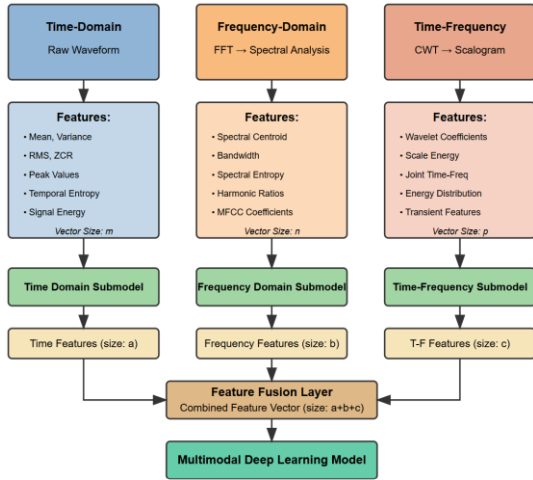 Time-Domain
Raw Waveform
Frequency-Domain
FFT → Spectral Analysis
Time-Frequency
CWT → Scalogram
Features:
• Mean, Variance
• RMS, ZCR
• Peak Values
• Temporal Entropy
• Signal Energy
Vector Size: m
Features:
• Spectral Centroid
• Bandwidth
• Spectral Entropy
• Harmonic Ratios
• MFCC Coefficients
Vector Size: n
Features:
• Wavelet Coefficients
• Scale Energy
• Joint Time-Freq
• Energy Distribution
• Transient Features
Vector Size: p
Time Domain Submodel
Frequency Domain Submodel
Time-Frequency Submodel
Time Features (size: a)
Frequency Features (size: b)
T-F Features (size: c)
Feature Fusion Layer
Combined Feature Vector (size: a+b+c)
Multimodal Deep Learning Model